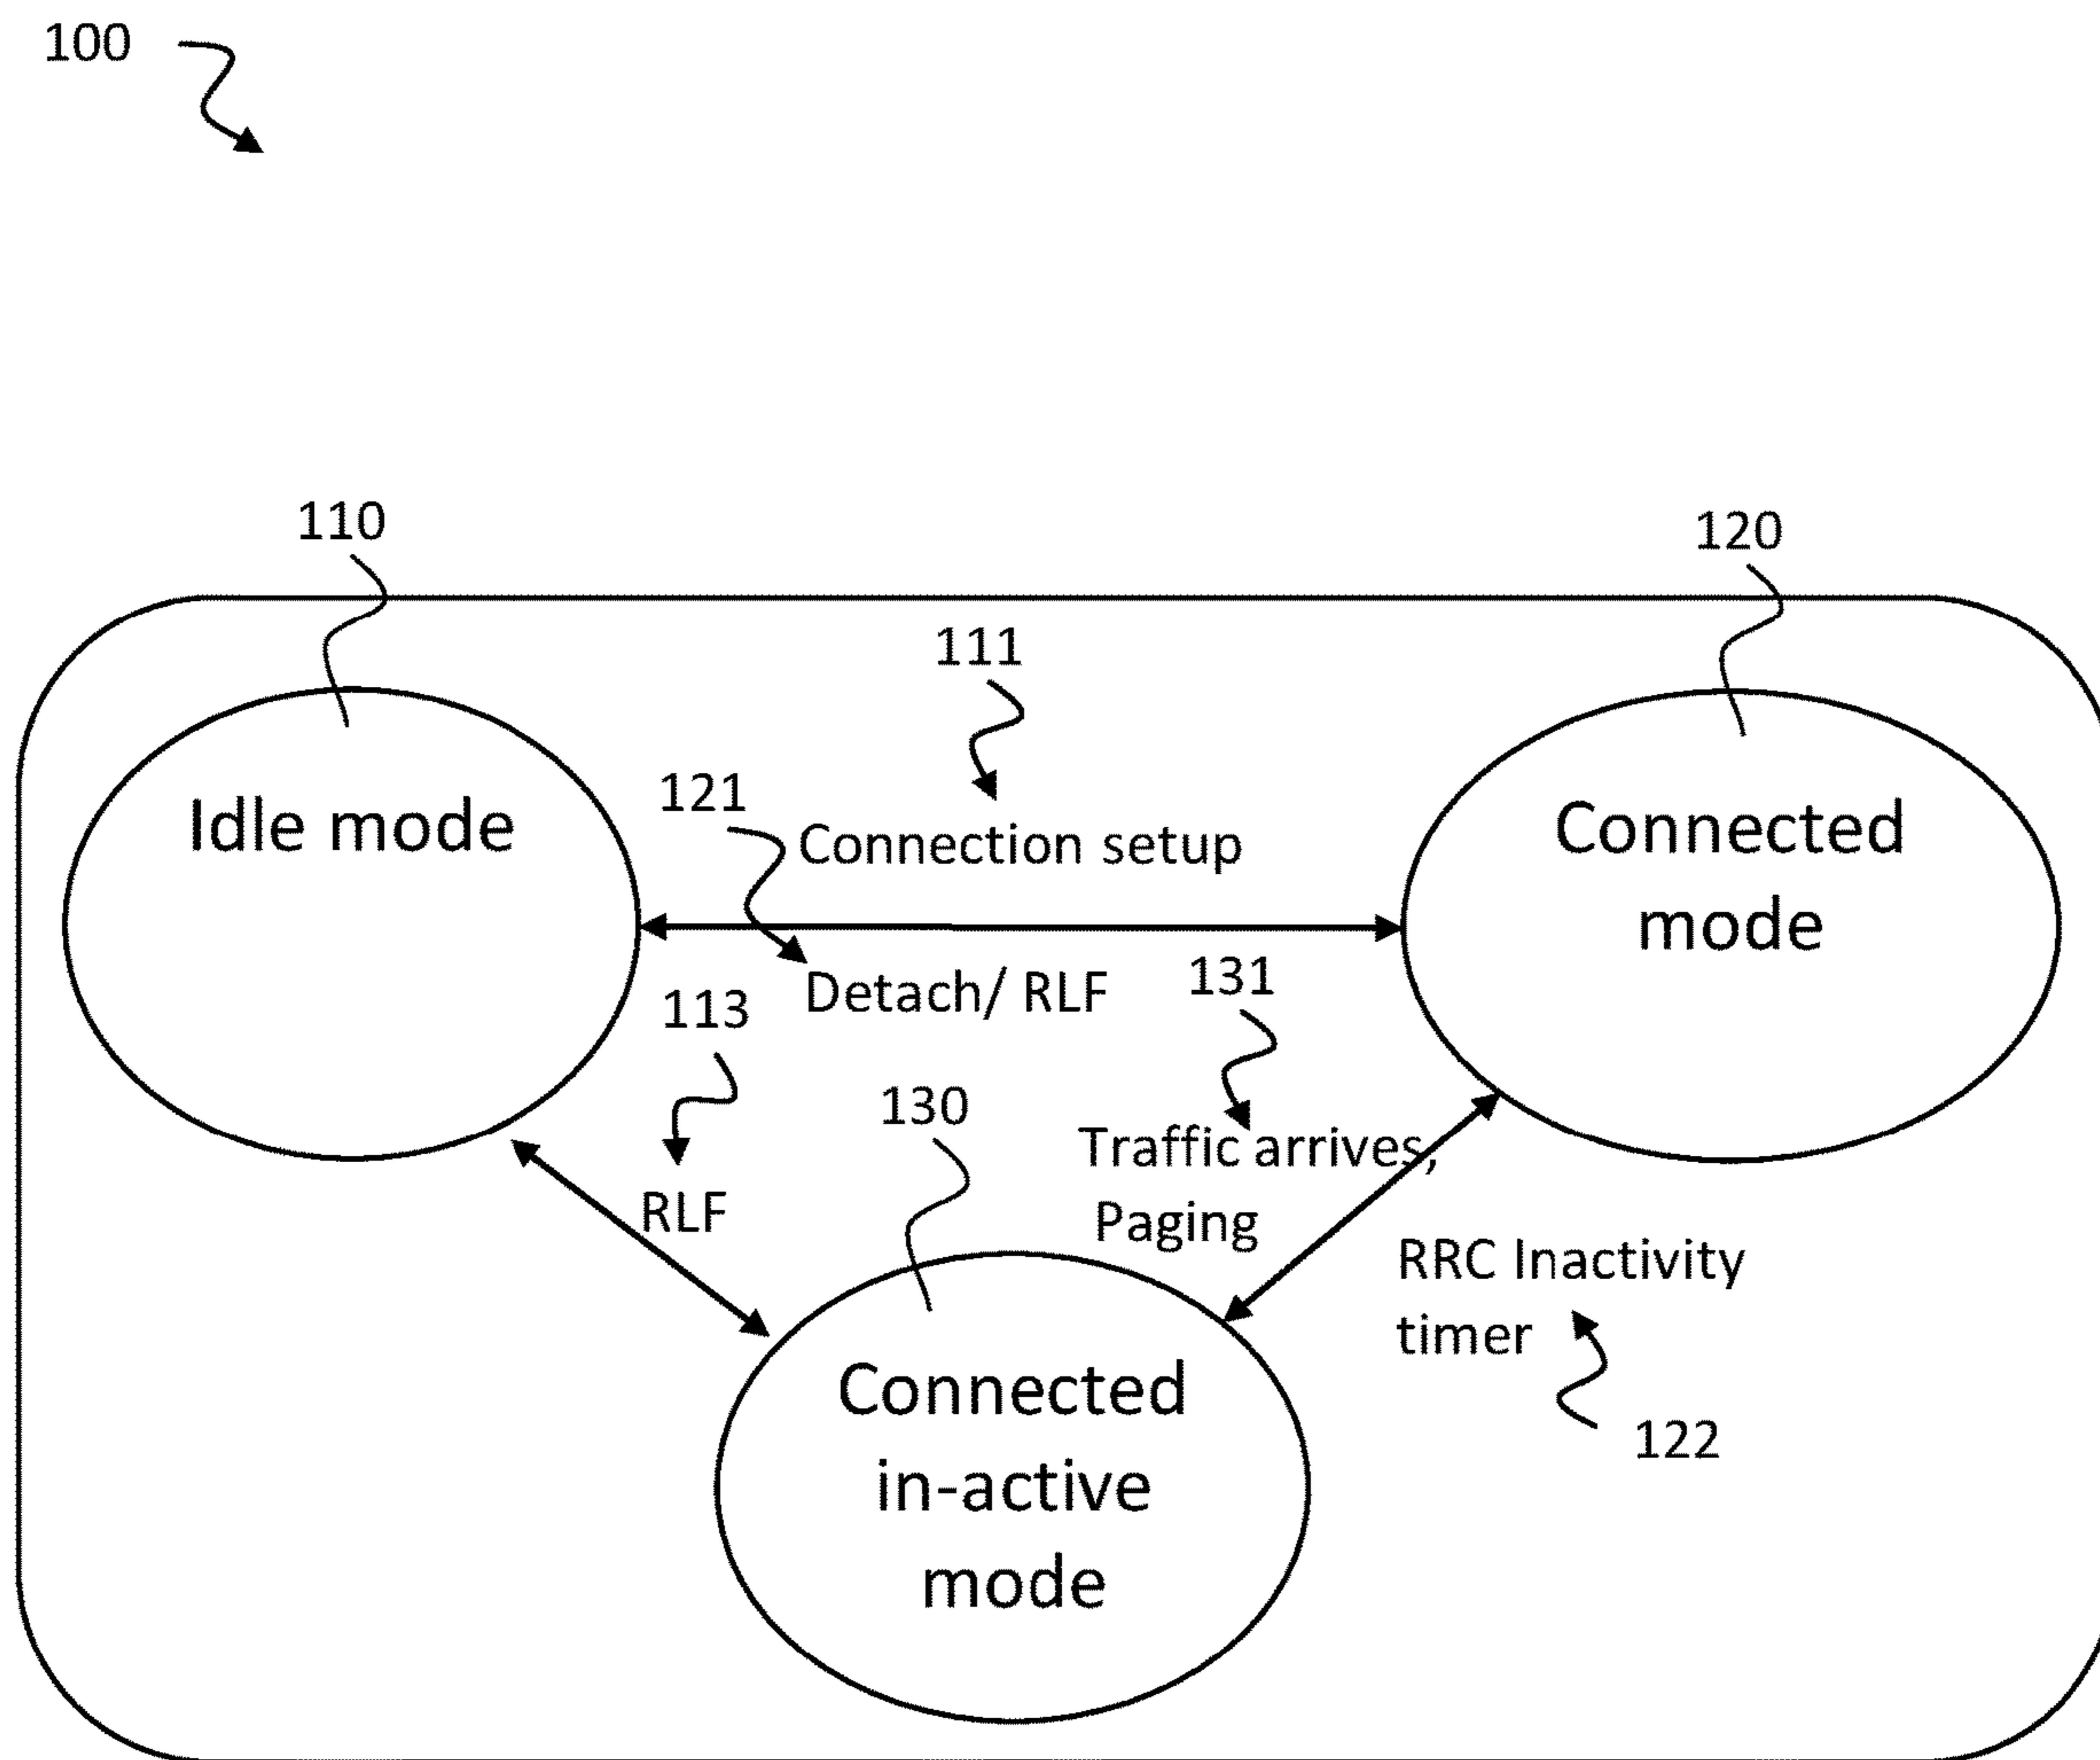 100
110
120
111
Idle mode
121
Connection setup
Connected
mode
Detach/ RLF
131
113
130
Traffic arrives,
Paging
RLF
RRC Inactivity
timer
122
Connected
in-active
mode